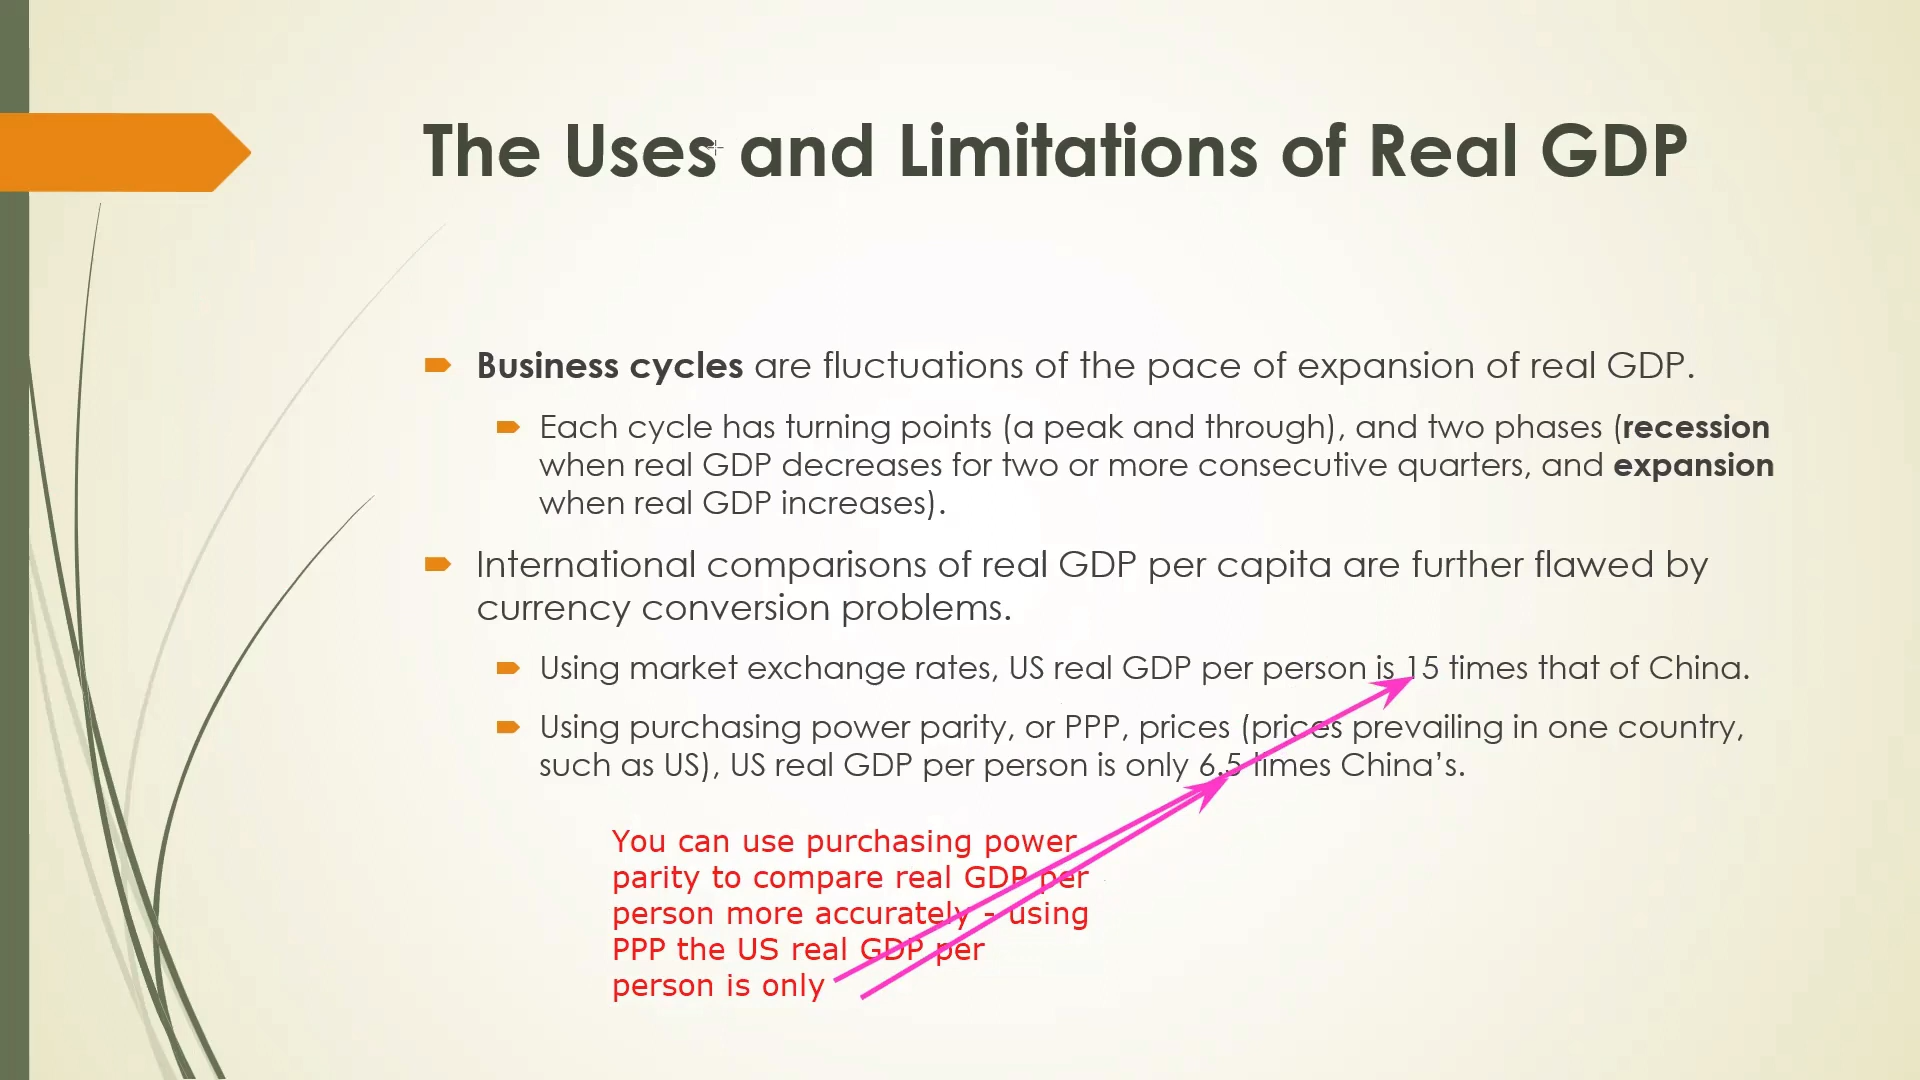 The Uses and Limitations of Real GDP
Business cycles are fluctuations of the pace of expansion of real GDP.
Each cycle has turning points (a peak and through), and two phases (recession
when real GDP decreases for two or more consecutive quarters, and expansion
when real GDP increases).
International comparisons of real GDP per capita are further flawed by
currency conversion problems.
Using market exchange rates, US real GDP per person is 15 times that of China.
Using purchasing power parity, or PPP, prices (prices prevailing in one country,
such as US), US real GDP per person is only 6.5 times China’s.
You can use purchasing power
parity to compare real GDP per
person more accurately - using
PPP the US real GDP per
person is only